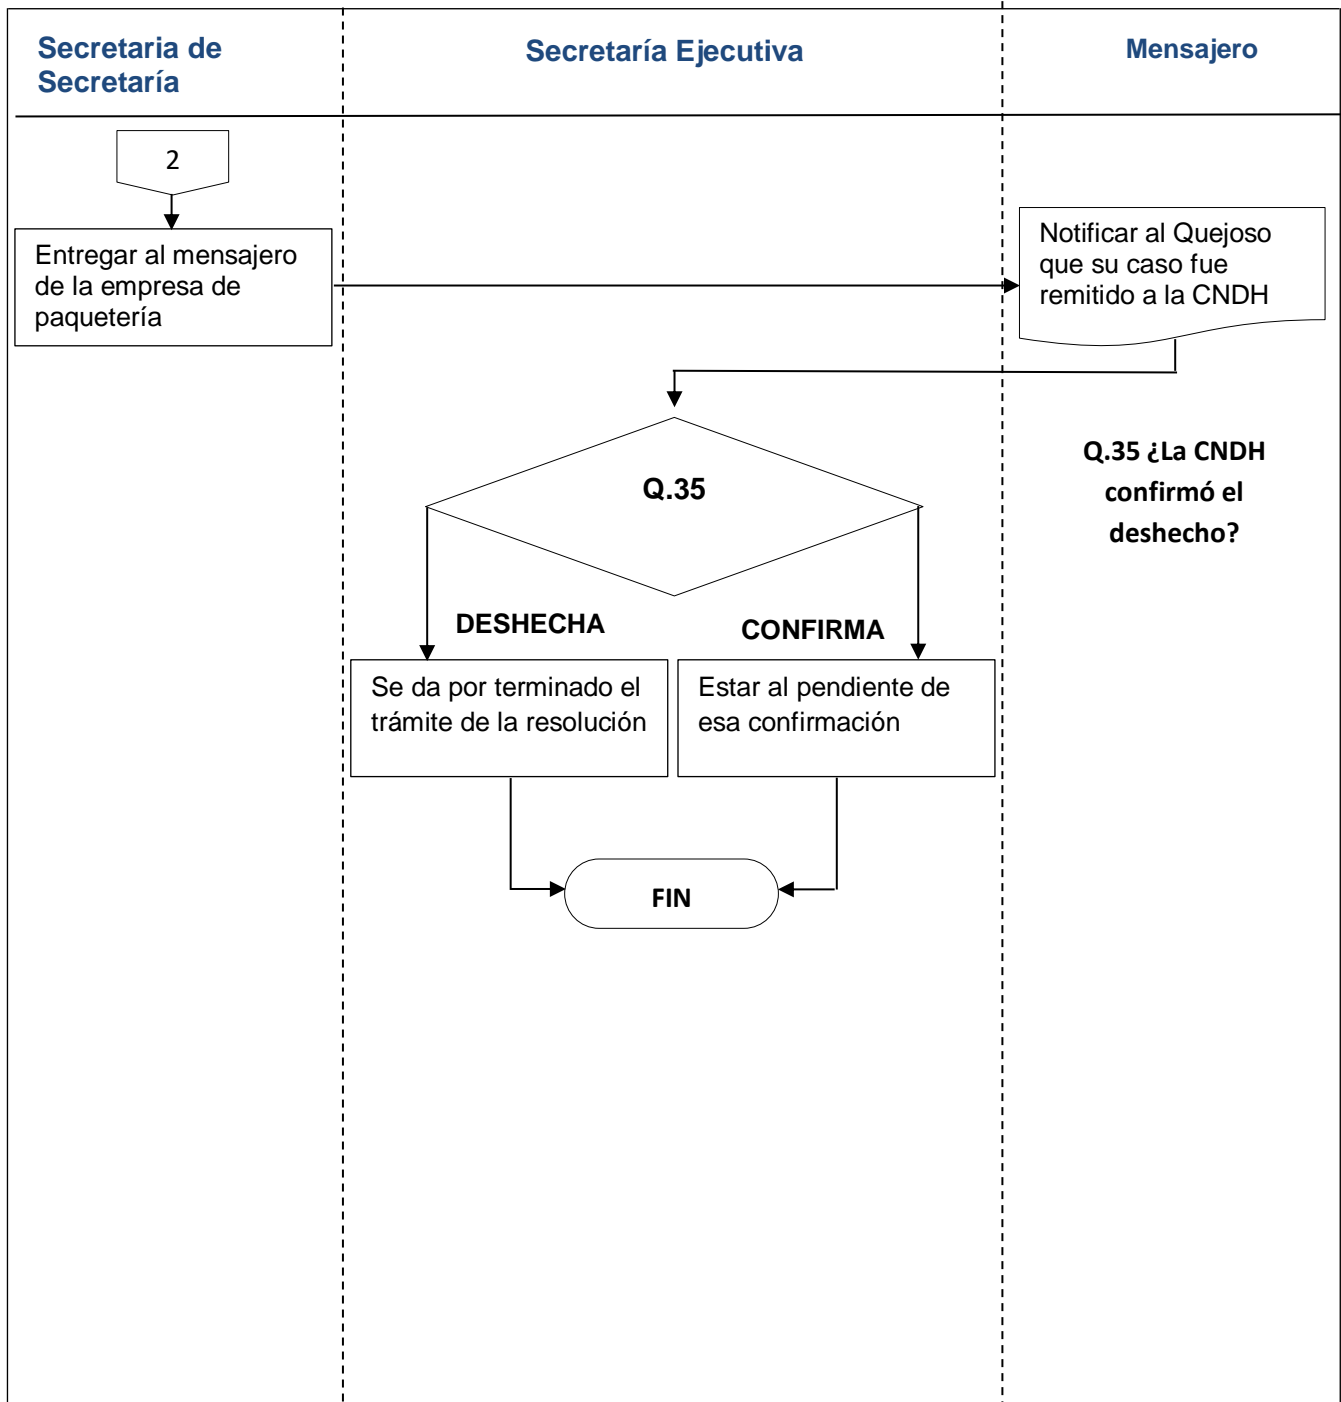 Secretaria de
Secretaría
Secretaría Ejecutiva
Mensajero
2
Entregar al mensajero
de la empresa de
paquetería
Notificar al Quejoso
que su caso fue
remitido a la CNDH
Q.35
Q.35 ¿La CNDH
confirmó el
deshecho?
DESHECHA
CONFIRMA
Se da por terminado el
trámite de la resolución
Estar al pendiente de
esa confirmación
FIN